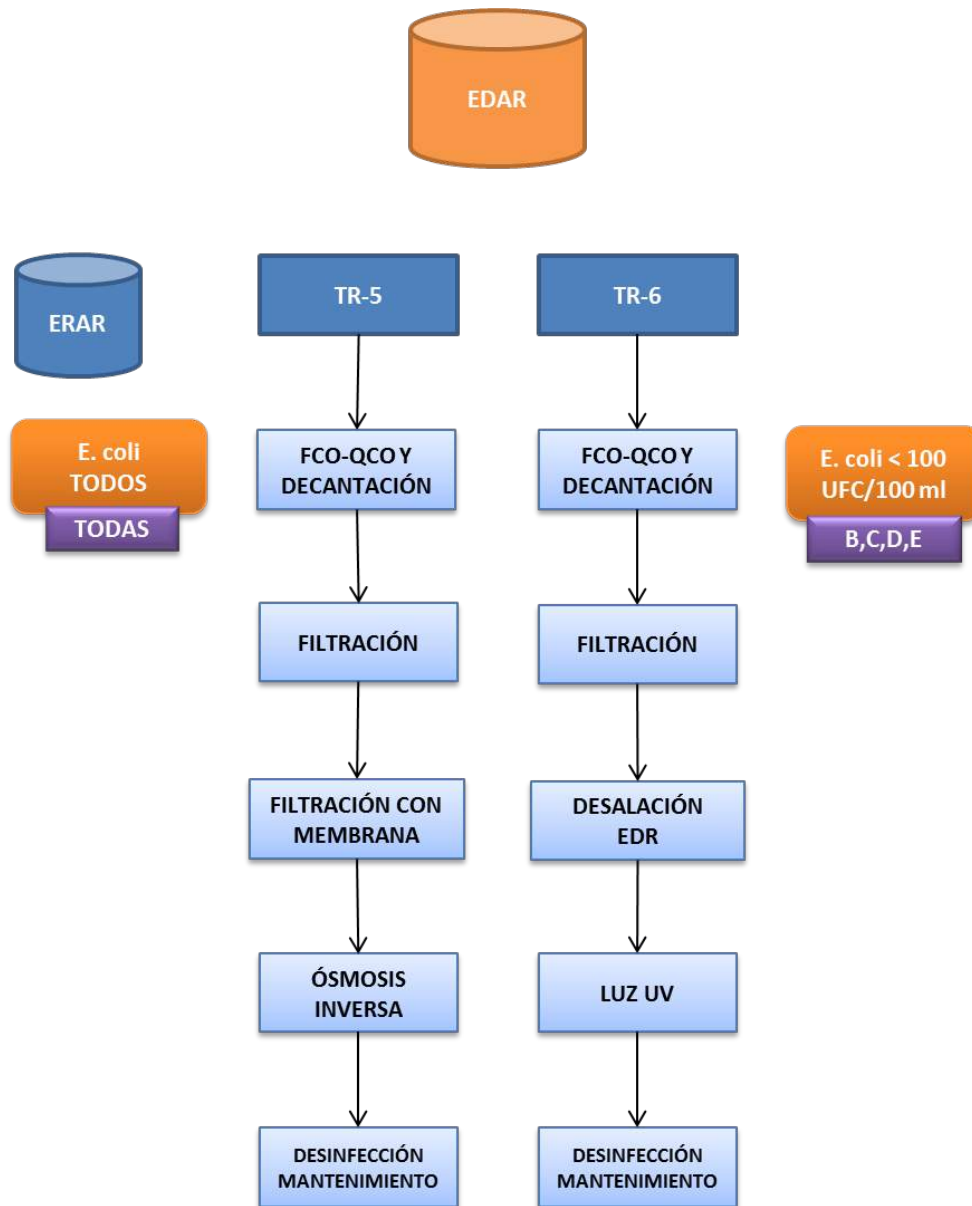 EDAR
ERAR
TR-5
TR-6
E. coli
TODOS
TODAS
FCO-QCO Y
DECANTACIÓN
FCO-QCO Y
DECANTACIÓN
E. coli < 100
UFC/100 ml
B,C,D,E
FILTRACIÓN
FILTRACIÓN
FILTRACIÓN CON
MEMBRANA
DESALACIÓN
EDR
ÓSMOSIS
INVERSA
LUZ UV
DESINFECCIÓN
MANTENIMIENTO
DESINFECCIÓN
MANTENIMIENTO